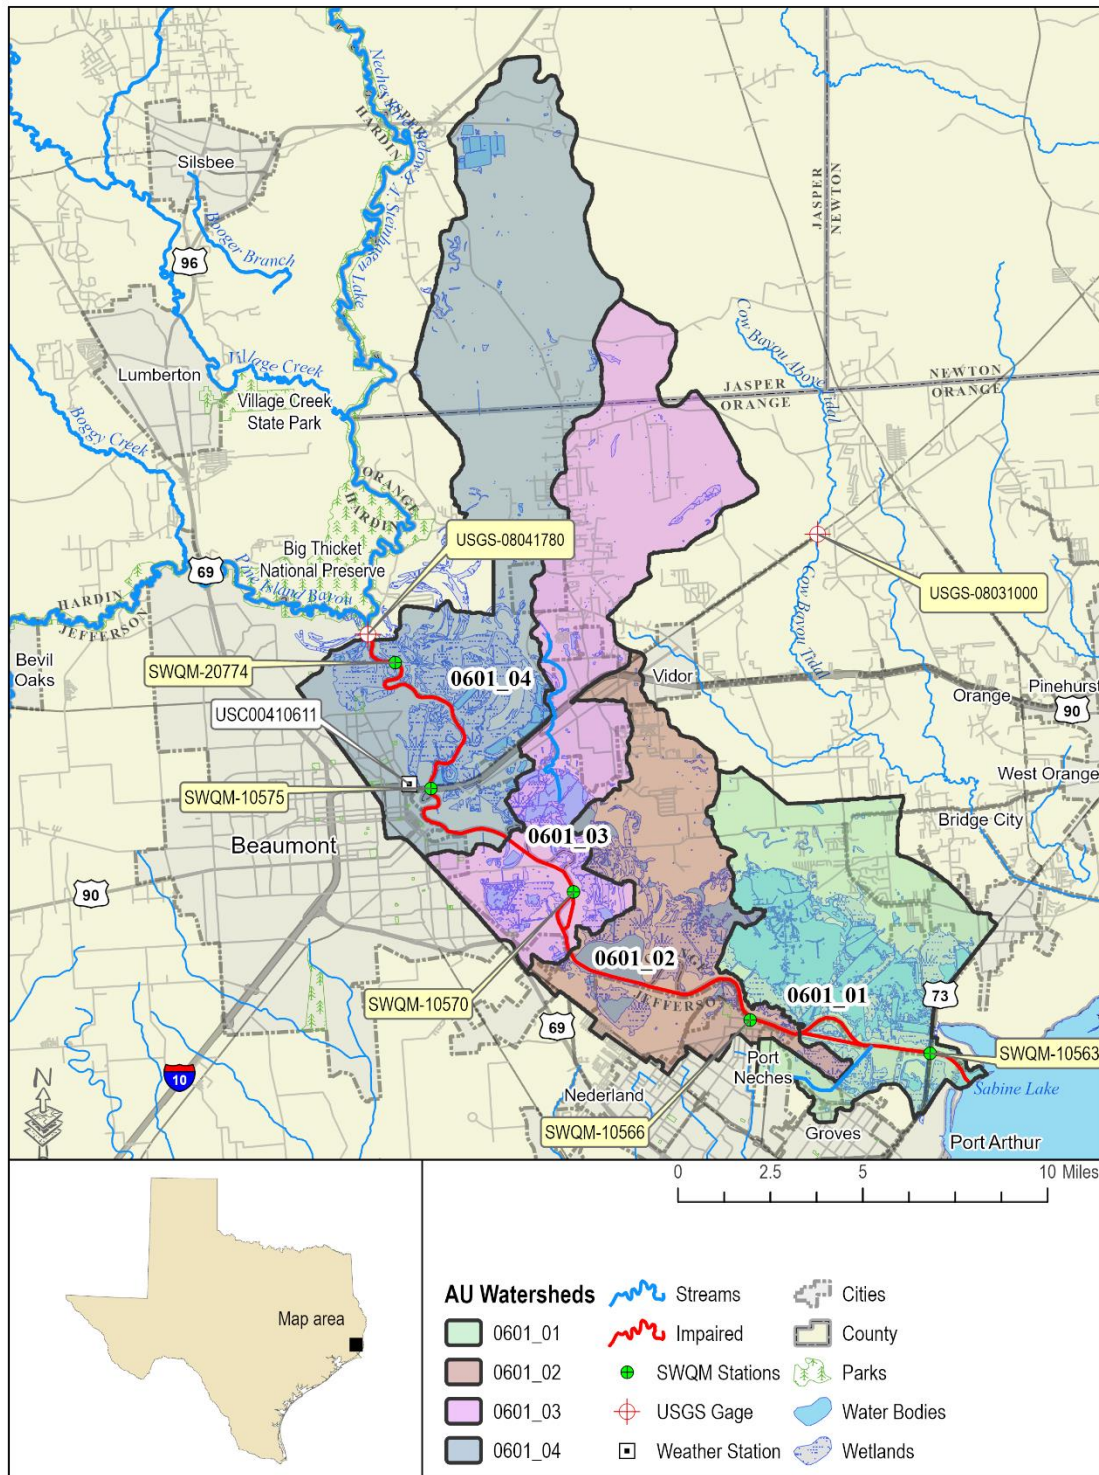 Neches River Below B. A. Steinhagen Lake
JASPER
HARDIN
Silsbee
Booger Branch
96
JASPER
NEWTON
Cow Bayou Above Tidal
Village Creek
Lumberton
Village Creek
State Park
JASPER
ORANGE
NEWTON
ORANGE
Boggy Creek
ORANGE
HARDIN
USGS-08041780
Big Thicket
National Preserve
69
Pine Island Bayou
HARDIN
JEFFERSON
USGS-08031000
Cow Bayou Tidal
Bevil
Oaks
SWQM-20774
0601_04
Vidor
Orange
Pinehurst
90
USC00410611
West Orange
SWQM-10575
Bridge City
Beaumont
0601_03
90
0601_02
ORANGE
JEFFERSON
0601_01
73
SWQM-10570
69
SWQM-10563
Port
Neches
10
N
Nederland
Sabine Lake
SWQM-10566
Groves
Port Arthur
0 2.5 5 10 Miles
Map area
AU Watersheds
0601_01
0601_02
0601_03
0601_04
Streams
Impaired
SWQM Stations
USGS Gage
Weather Station
Cities
County
Parks
Water Bodies
Wetlands